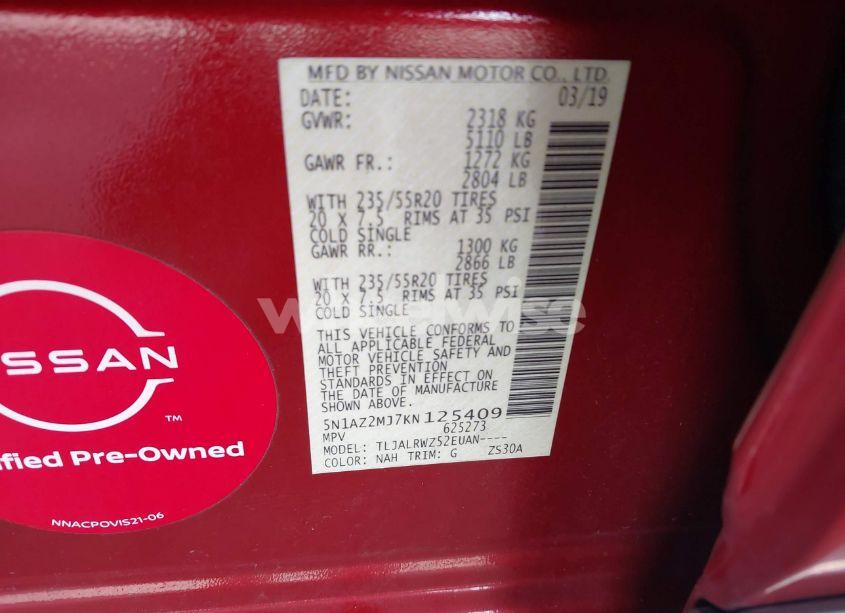 MFD BY NISSAN MOTOR CO., LTD.
DATE: 03/19
GVWR: 2318 KG
5110 LB
GAWR FR.: 1272 KG
2804 LB
WITH 235/55R20 TIRES
20 X 7.5 RIMS AT 35 PSI
COLD SINGLE
GAWR RR.: 1300 KG
2866 LB
WITH 235/55R20 TIRES
20 X 7.5 RIMS AT 35 PSI
COLD SINGLE
THIS VEHICLE CONFORMS TO
ALL APPLICABLE FEDERAL
MOTOR VEHICLE SAFETY AND
THEFT PREVENTION
STANDARDS IN EFFECT ON
THE DATE OF MANUFACTURE
SHOWN ABOVE.
5N1AZ2MJ7KN125409
MPV 625273
MODEL: TLJALRWZ52EUAN----
COLOR: NAH TRIM: G ZS30A
ISSAN
TM
ified Pre-Owned
NNACPOVIS21-06